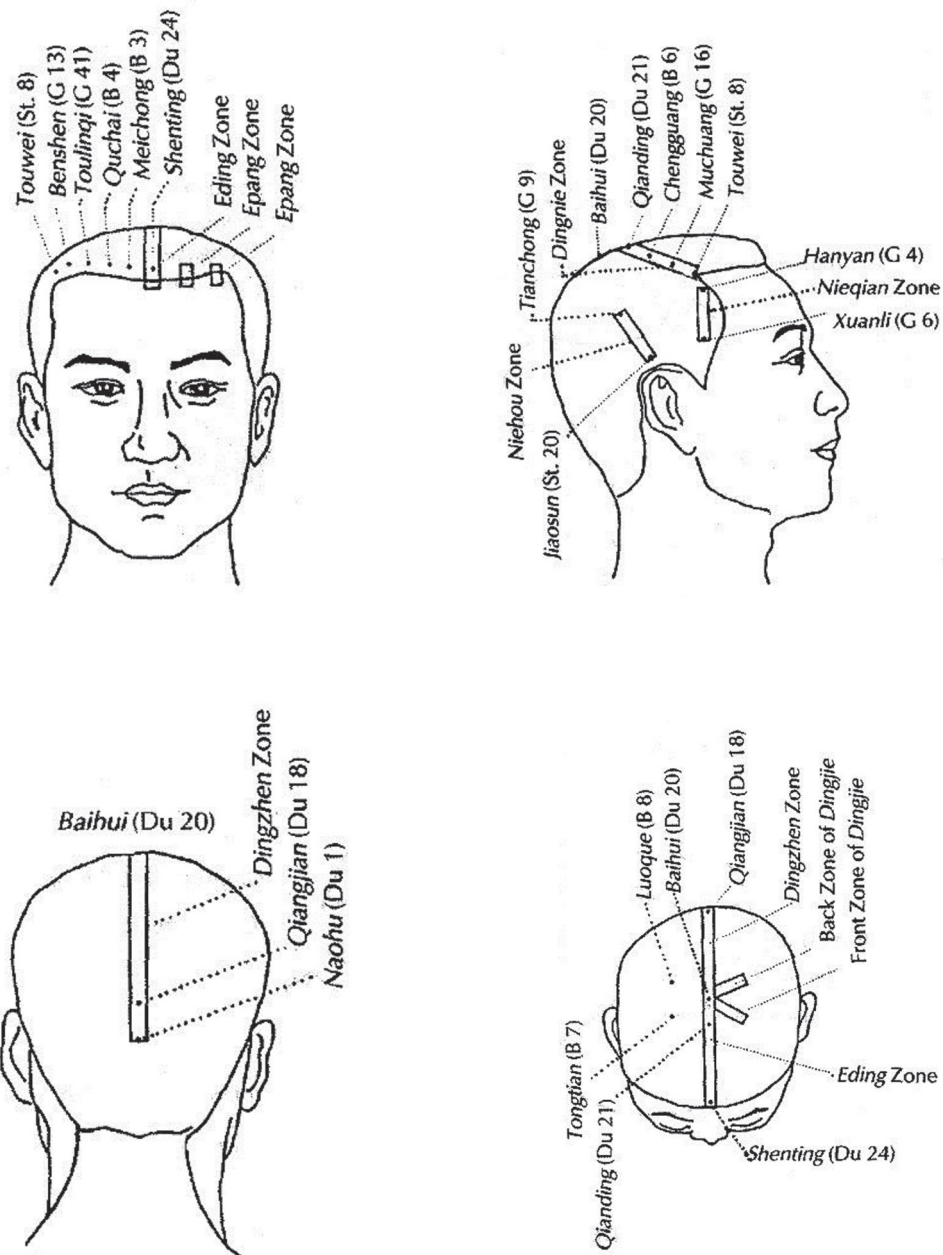 Touwei (St. 8)
Benshen (G 13)
Toulinqi (G 41)
Quchai (B 4)
Meichong (B 3)
Shenting (Du 24)
Eding Zone
Epang Zone
Epang Zone
Tianchong (G 9)
Dingnie Zone
Baihui (Du 20)
Qianding (Du 21)
Chengguang (B 6)
Muchuang (G 16)
Touwei (St. 8)
Hanyan (G 4)
Nieqian Zone
Xuanli (G 6)
Niehou Zone
Jiaosun (St. 20)
Baihui (Du 20)
Dingzhen Zone
Qiangjian (Du 18)
Naohu (Du 1)
Luoque (B 8)
Baihui (Du 20)
Qiangjian (Du 18)
Dingzhen Zone
Back Zone of Dingjie
Front Zone of Dingjie
Tongtian (B 7)
Qianding (Du 21)
Eding Zone
Shenting (Du 24)